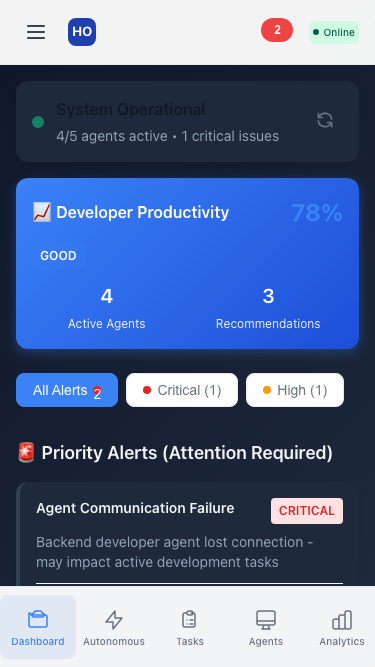 HO
2
Online
System Operational
4/5 agents active • 1 critical issues
📈 Developer Productivity
78%
GOOD
4
3
Active Agents
Recommendations
All Alerts 2
Critical (1)
High (1)
🚨 Priority Alerts (Attention Required)
Agent Communication Failure
CRITICAL
Backend developer agent lost connection -
may impact active development tasks
Dashboard
Autonomous
Tasks
Agents
Analytics